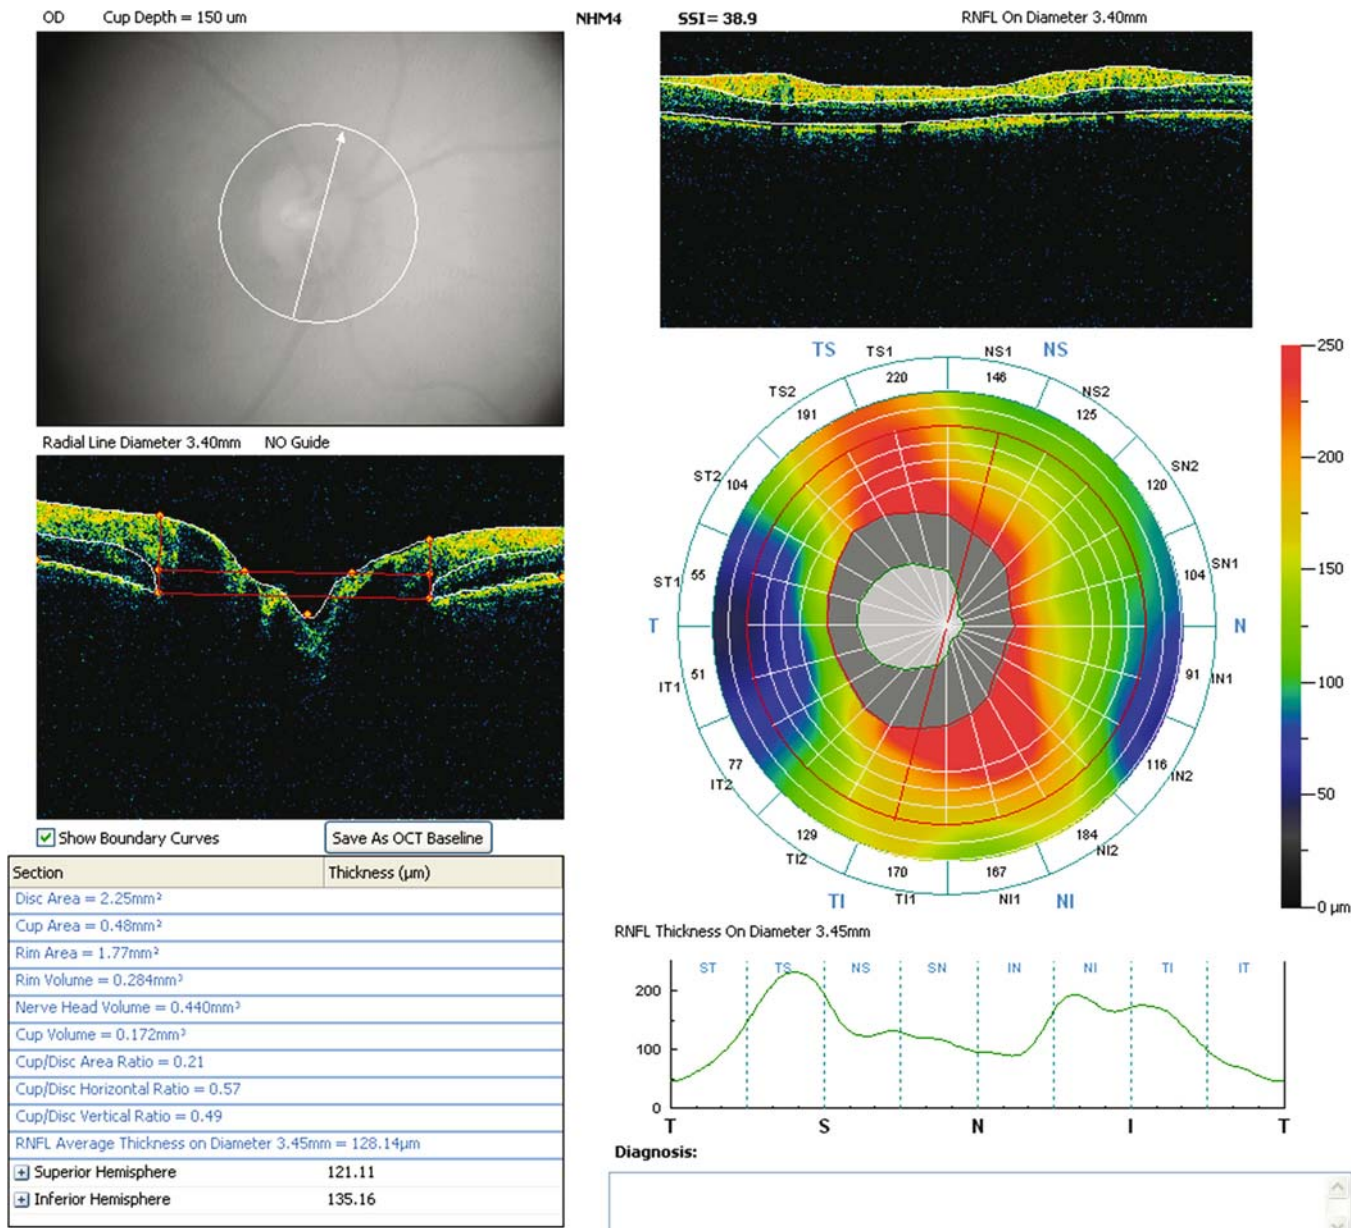 OD Cup Depth = 150 um NHM4 SSI= 38.9 RNFL On Diameter 3.40mm
Radial Line Diameter 3.40mm NO Guide
Show Boundary Curves Save As OCT Baseline
Section Thickness (µm)
Disc Area = 2.25mm²
Cup Area = 0.48mm²
Rim Area = 1.77mm²
Rim Volume = 0.284mm³
Nerve Head Volume = 0.440mm³
Cup Volume = 0.172mm³
Cup/Disc Area Ratio = 0.21
Cup/Disc Horizontal Ratio = 0.57
Cup/Disc Vertical Ratio = 0.49
RNFL Average Thickness on Diameter 3.45mm = 128.14µm
Superior Hemisphere 121.11
Inferior Hemisphere 135.16
TS TS1 NS1 NS
220 146
TS2 NS2
191 125
ST2 SN2
104 120
ST1 SN1
55 104
T N
IT1 51 91 IN1
77 116
IT2 IN2
129 184
TI2 NI2
170 167
TI TI1 NI1 NI
250
200
150
100
50
0 µm
RNFL Thickness On Diameter 3.45mm
ST TS NS SN IN NI TI IT
200
100
0
T S N I T
Diagnosis: